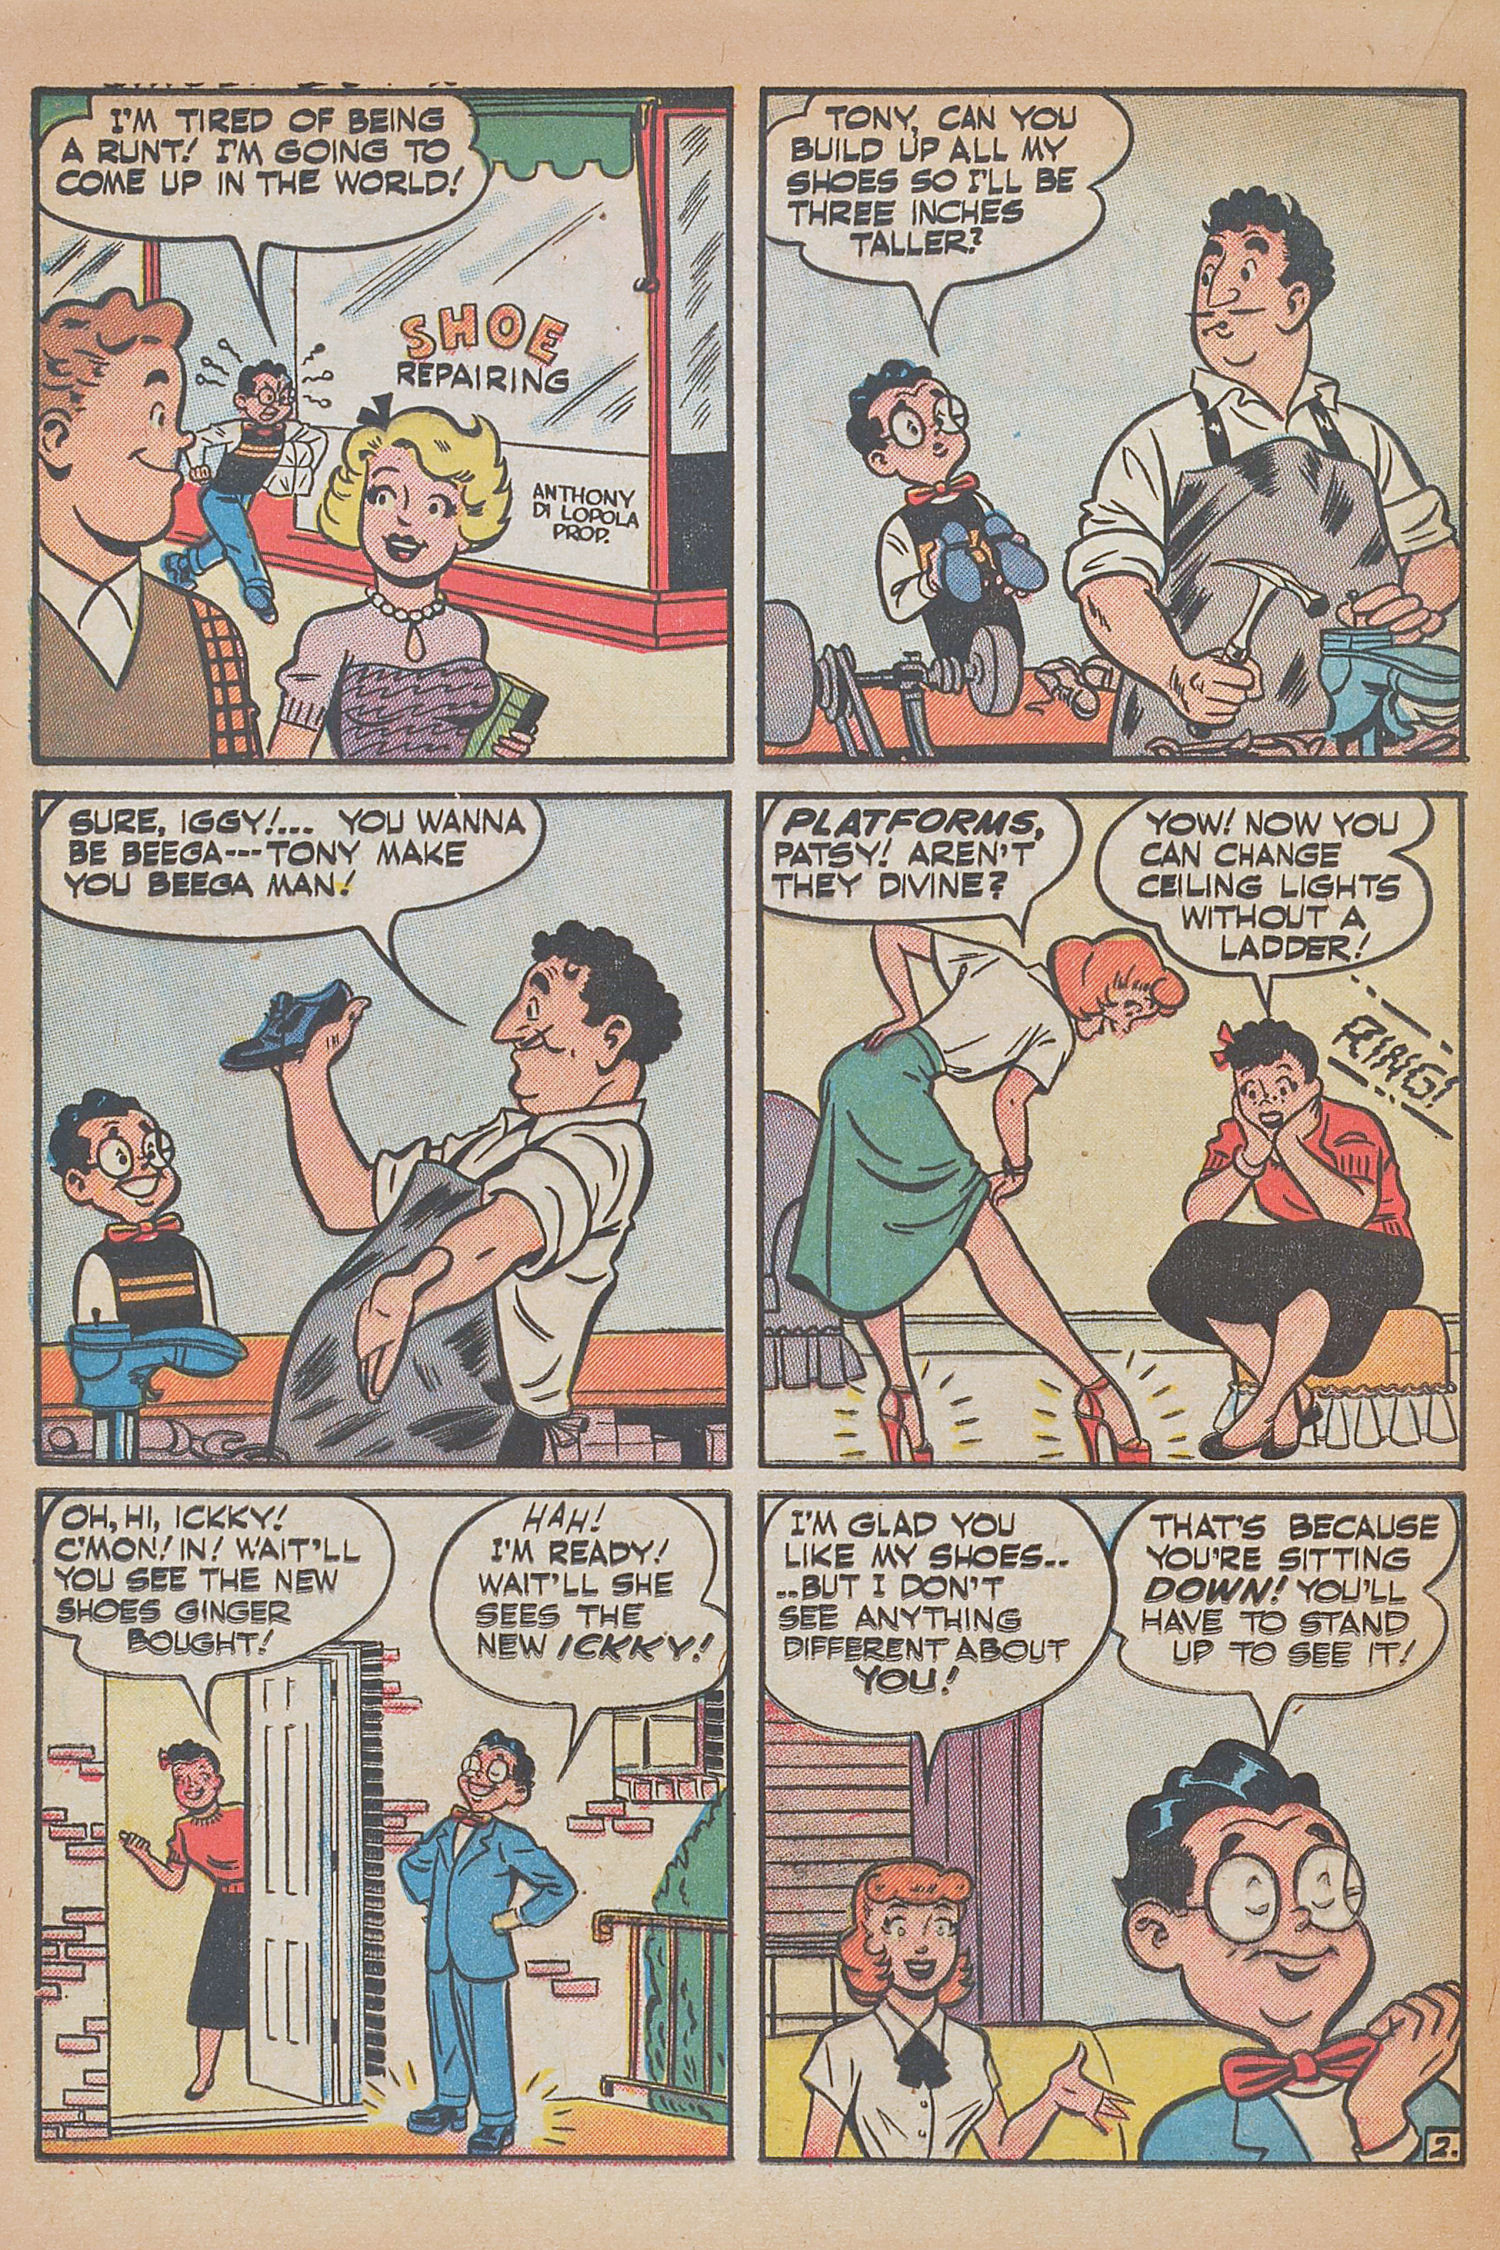 I'M TIRED OF BEING
A RUNT! I'M GOING TO
COME UP IN THE WORLD!
SHOE
REPAIRING
ANTHONY
DI LOPOLA
PROP.
TONY, CAN YOU
BUILD UP ALL MY
SHOES SO I'LL BE
THREE INCHES
TALLER?
SURE, IGGY!... YOU WANNA
BE BEEGA---TONY MAKE
YOU BEEGA MAN!
PLATFORMS,
PATSY! AREN'T
THEY DIVINE?
YOW! NOW YOU
CAN CHANGE
CEILING LIGHTS
WITHOUT A
LADDER!
RING!
OH, HI, ICKKY!
C'MON! IN! WAIT'LL
YOU SEE THE NEW
SHOES GINGER
BOUGHT!
HAH!
I'M READY!
WAIT'LL SHE
SEES THE
NEW ICKKY!
I'M GLAD YOU
LIKE MY SHOES..
..BUT I DON'T
SEE ANYTHING
DIFFERENT ABOUT
YOU!
THAT'S BECAUSE
YOU'RE SITTING
DOWN! YOU'LL
HAVE TO STAND
UP TO SEE IT!
2.